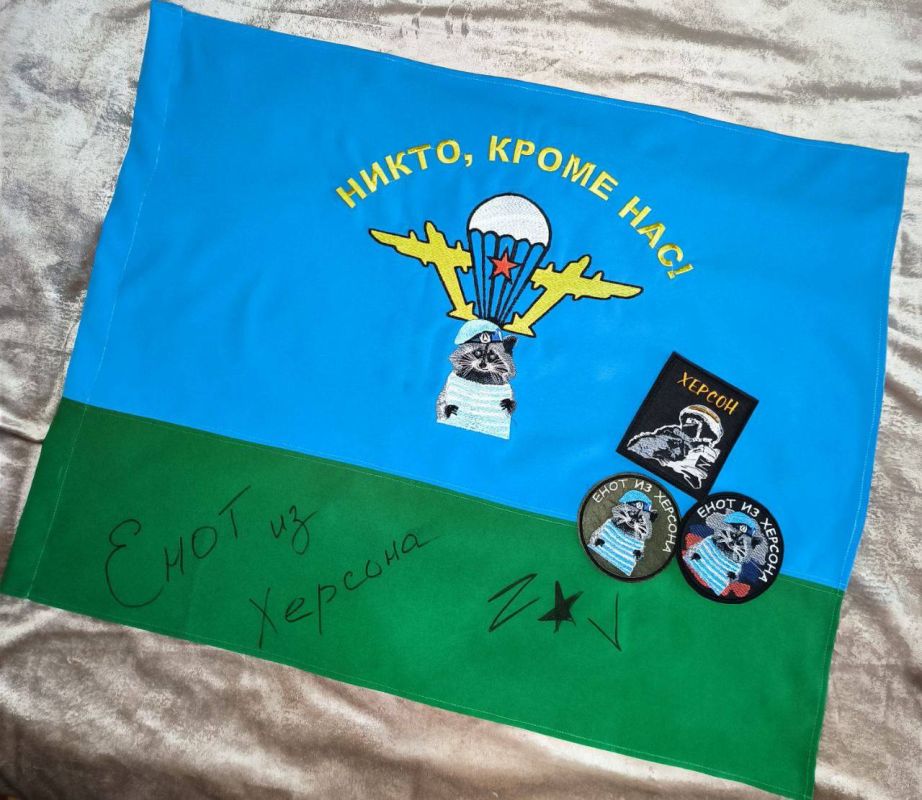 НИКТО, КРОМЕ НАС!
ХЕРСОН
ЕНОТ ИЗ ХЕРСОНА
ЕНОТ ИЗ ХЕРСОНА
Енот из
Херсона
Z★V